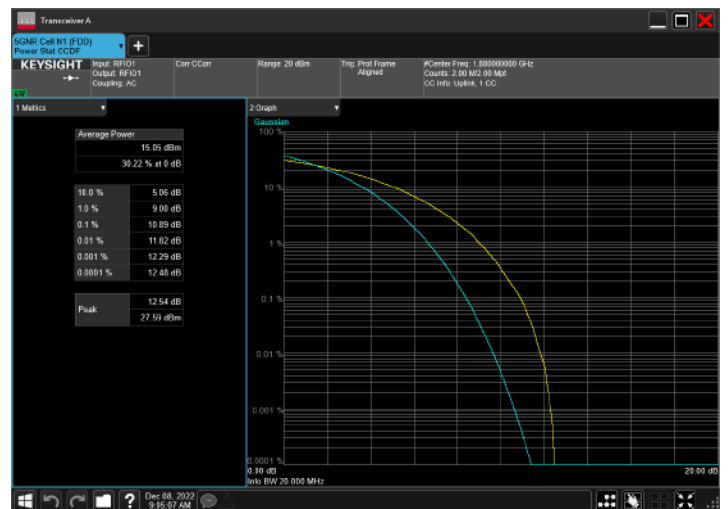 Transceiver A
5GNR Cell N1 (FDD)
Power Stat CCDF
KEYSIGHT
Input: RFIO1
Output: RFIO1
Coupling: AC
Corr CCorr
Range: 20 dBm
Trig: Prot Frame
Aligned
#Center Freq: 1.880000000 GHz
Counts: 2.00 M/2.00 Mpt
CC Info: Uplink, 1 CC
1 Metrics
Average Power
15.05 dBm
30.22 % at 0 dB
10.0 % 5.06 dB
1.0 % 9.00 dB
0.1 % 10.89 dB
0.01 % 11.82 dB
0.001 % 12.29 dB
0.0001 % 12.48 dB
Peak
12.54 dB
27.59 dBm
2 Graph
Gaussian
100 %
10 %
1 %
0.1 %
0.01 %
0.001 %
0.0001 %
0.00 dB
20.00 dB
Info BW 20.000 MHz
Dec 08, 2022
9:15:07 AM